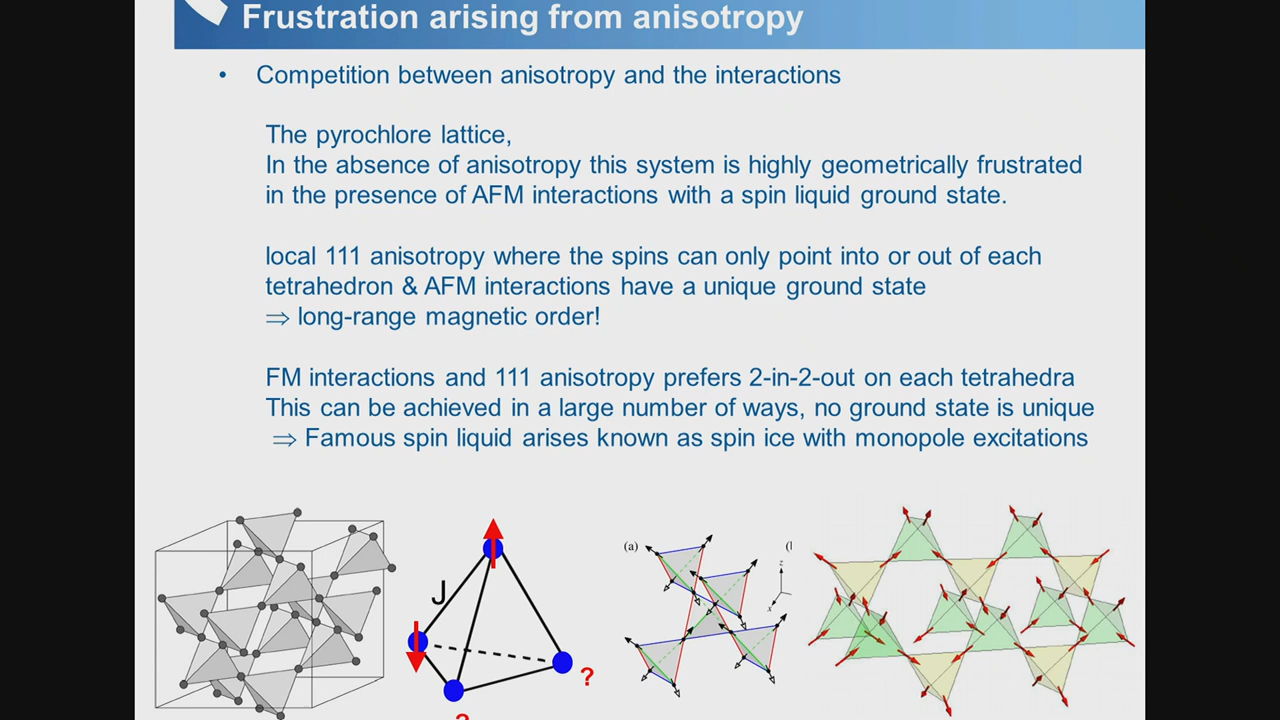 Frustration arising from anisotropy
• Competition between anisotropy and the interactions
The pyrochlore lattice,
In the absence of anisotropy this system is highly geometrically frustrated
in the presence of AFM interactions with a spin liquid ground state.
local 111 anisotropy where the spins can only point into or out of each
tetrahedron & AFM interactions have a unique ground state
⇒ long-range magnetic order!
FM interactions and 111 anisotropy prefers 2-in-2-out on each tetrahedra
This can be achieved in a large number of ways, no ground state is unique
⇒ Famous spin liquid arises known as spin ice with monopole excitations
J
?
?
(a)
z
x